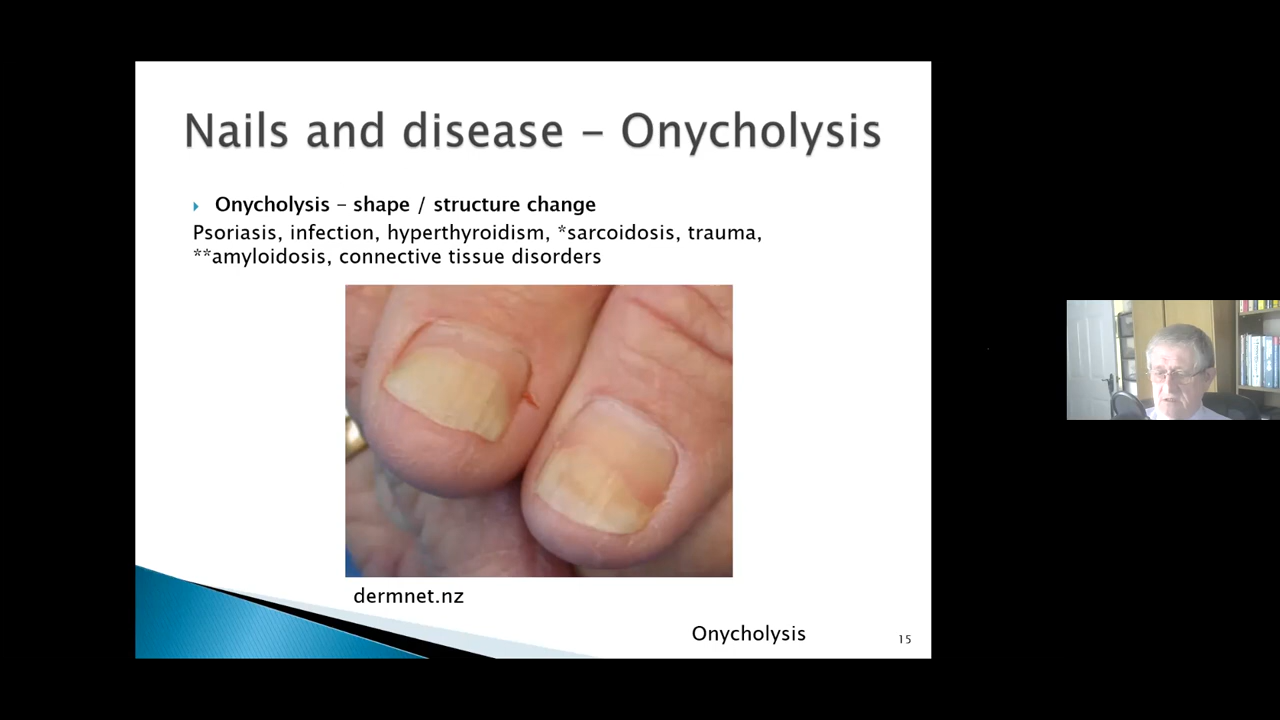 Nails and disease – Onycholysis
Onycholysis – shape / structure change
Psoriasis, infection, hyperthyroidism, *sarcoidosis, trauma,
**amyloidosis, connective tissue disorders
dermnet.nz
Onycholysis
15